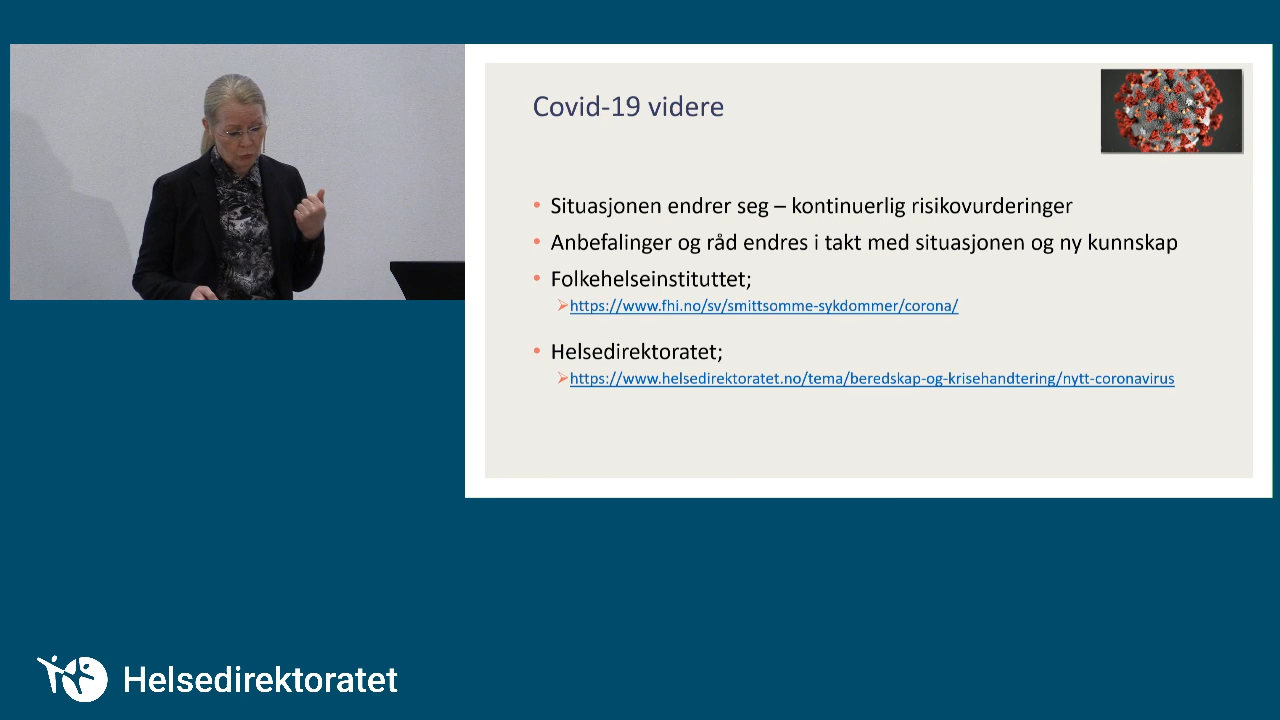 Covid-19 videre
• Situasjonen endrer seg – kontinuerlig risikovurderinger
• Anbefalinger og råd endres i takt med situasjonen og ny kunnskap
• Folkehelseinstituttet;
➢https://www.fhi.no/sv/smittsomme-sykdommer/corona/
• Helsedirektoratet;
➢https://www.helsedirektoratet.no/tema/beredskap-og-krisehandtering/nytt-coronavirus
Helsedirektoratet